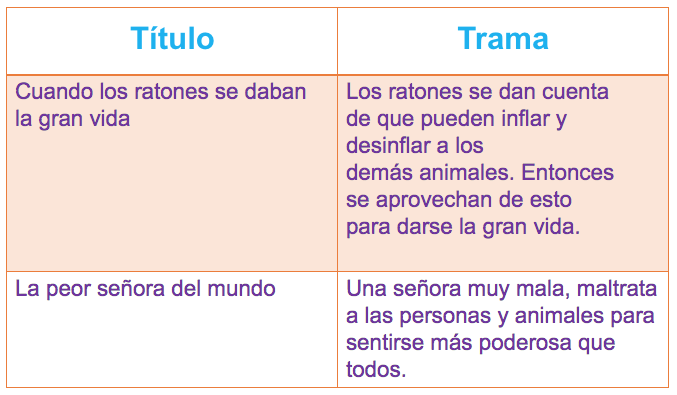 Título
Trama
Cuando los ratones se daban
la gran vida
Los ratones se dan cuenta
de que pueden inflar y
desinflar a los
demás animales. Entonces
se aprovechan de esto
para darse la gran vida.
La peor señora del mundo
Una señora muy mala, maltrata
a las personas y animales para
sentirse más poderosa que
todos.